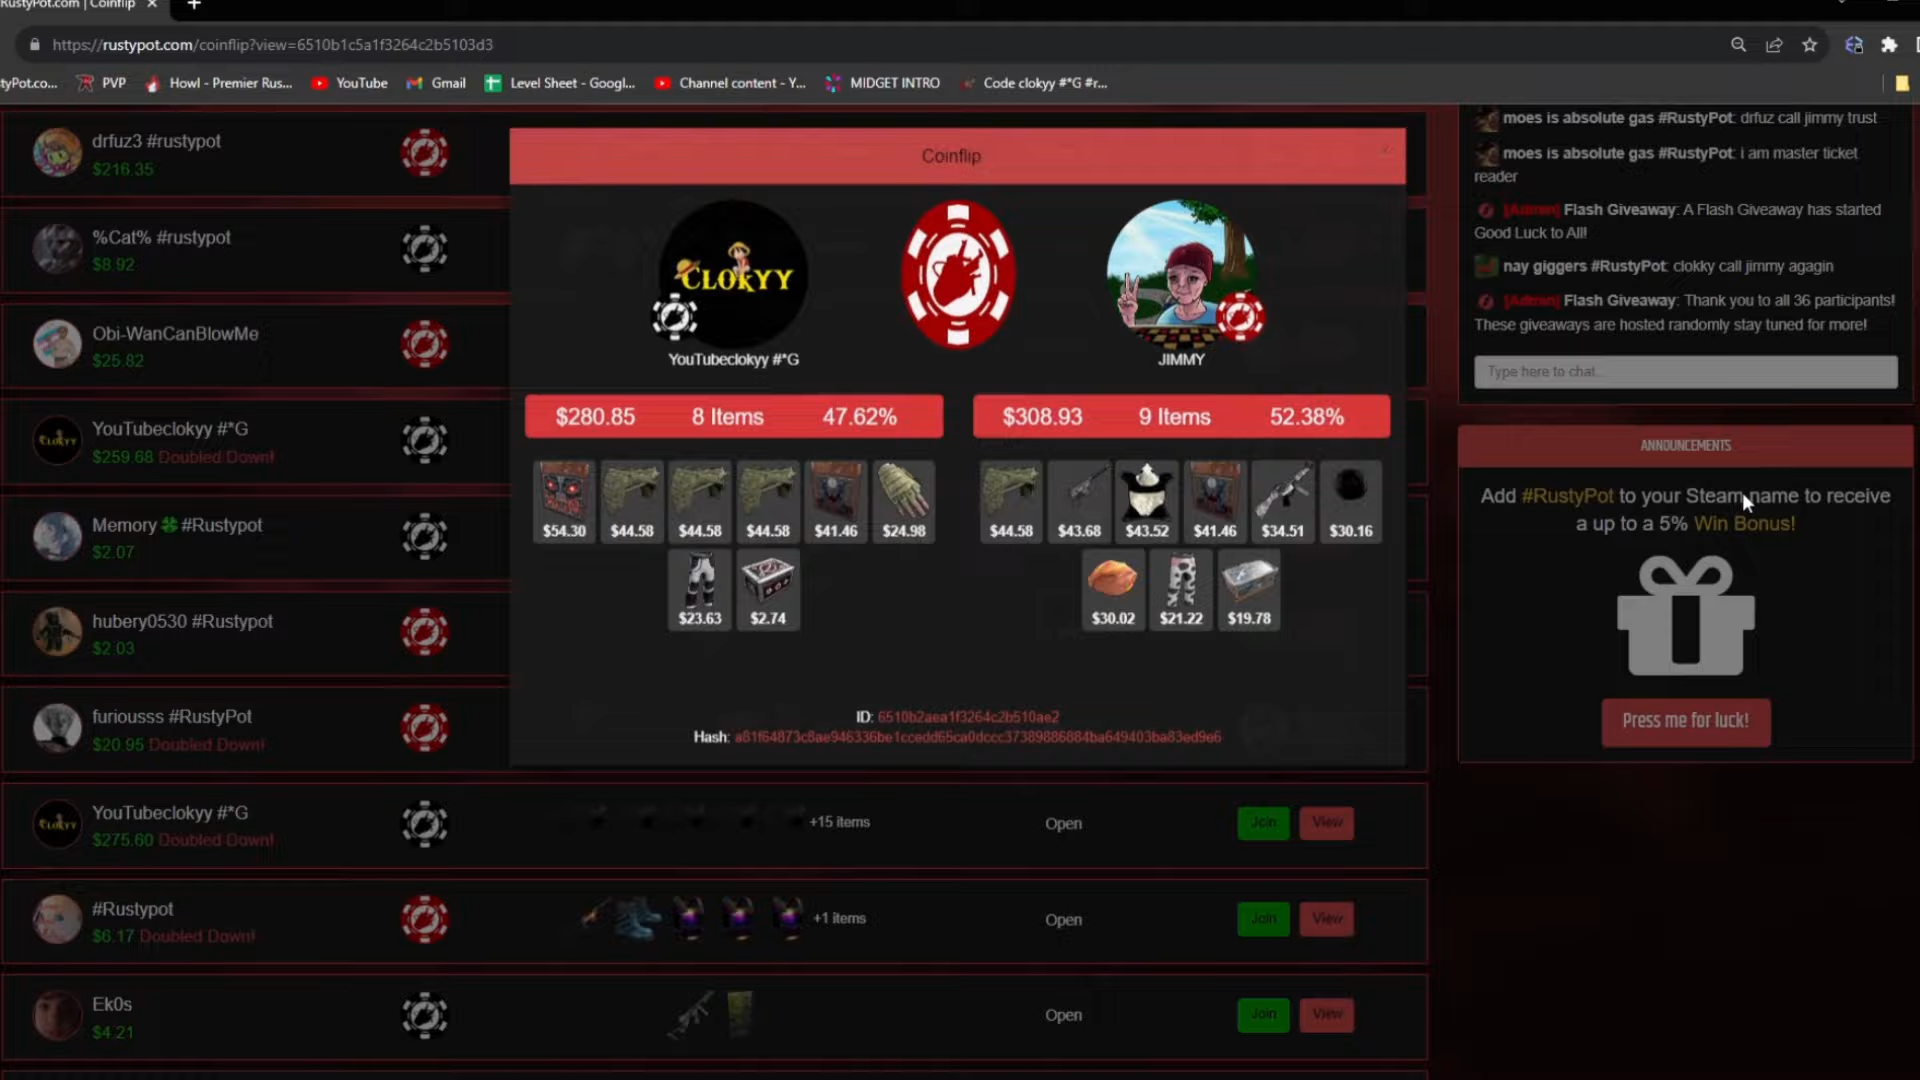 RustyPot.com | Coinflip
https://rustypot.com/coinflip?view=6510b1c5a1f3264c2b5103d3
styPot.co...
PVP
Howl - Premier Rus...
YouTube
Gmail
Level Sheet - Googl...
Channel content - Y...
MIDGET INTRO
Code clokyy #*G #r...
drfuz3 #rustypot
$216.35
%Cat% #rustypot
$8.92
Obi-WanCanBlowMe
$25.82
YouTubeclokyy #*G
$259.68 Doubled Down!
Memory #Rustypot
$2.07
hubery0530 #Rustypot
$2.03
furiousss #RustyPot
$20.95 Doubled Down!
YouTubeclokyy #*G
$275.60 Doubled Down!
+15 items
Open
Join
View
#Rustypot
$6.17 Doubled Down!
+1 items
Open
Join
View
Ek0s
$4.21
Open
Join
View
Coinflip
CLOKYY
YouTubeclokyy #*G
JIMMY
$280.85 8 Items 47.62%
$308.93 9 Items 52.38%
$54.30 $44.58 $44.58 $44.58 $41.46 $24.98
$23.63 $2.74
$44.58 $43.68 $43.52 $41.46 $34.51 $30.16
$30.02 $21.22 $19.78
ID: 6510b2aea1f3264c2b510ae2
Hash: a81f64873c8ae946336be1ccedd65ca0dccc37389886884ba649403ba83ed9e6
moes is absolute gas #RustyPot: drfuz call jimmy trust
moes is absolute gas #RustyPot: i am master ticket
reader
[Admin] Flash Giveaway: A Flash Giveaway has started
Good Luck to All!
nay giggers #RustyPot: clokky call jimmy agagin
[Admin] Flash Giveaway: Thank you to all 36 participants!
These giveaways are hosted randomly stay tuned for more!
Type here to chat...
ANNOUNCEMENTS
Add #RustyPot to your Steam name to receive
a up to a 5% Win Bonus!
Press me for luck!